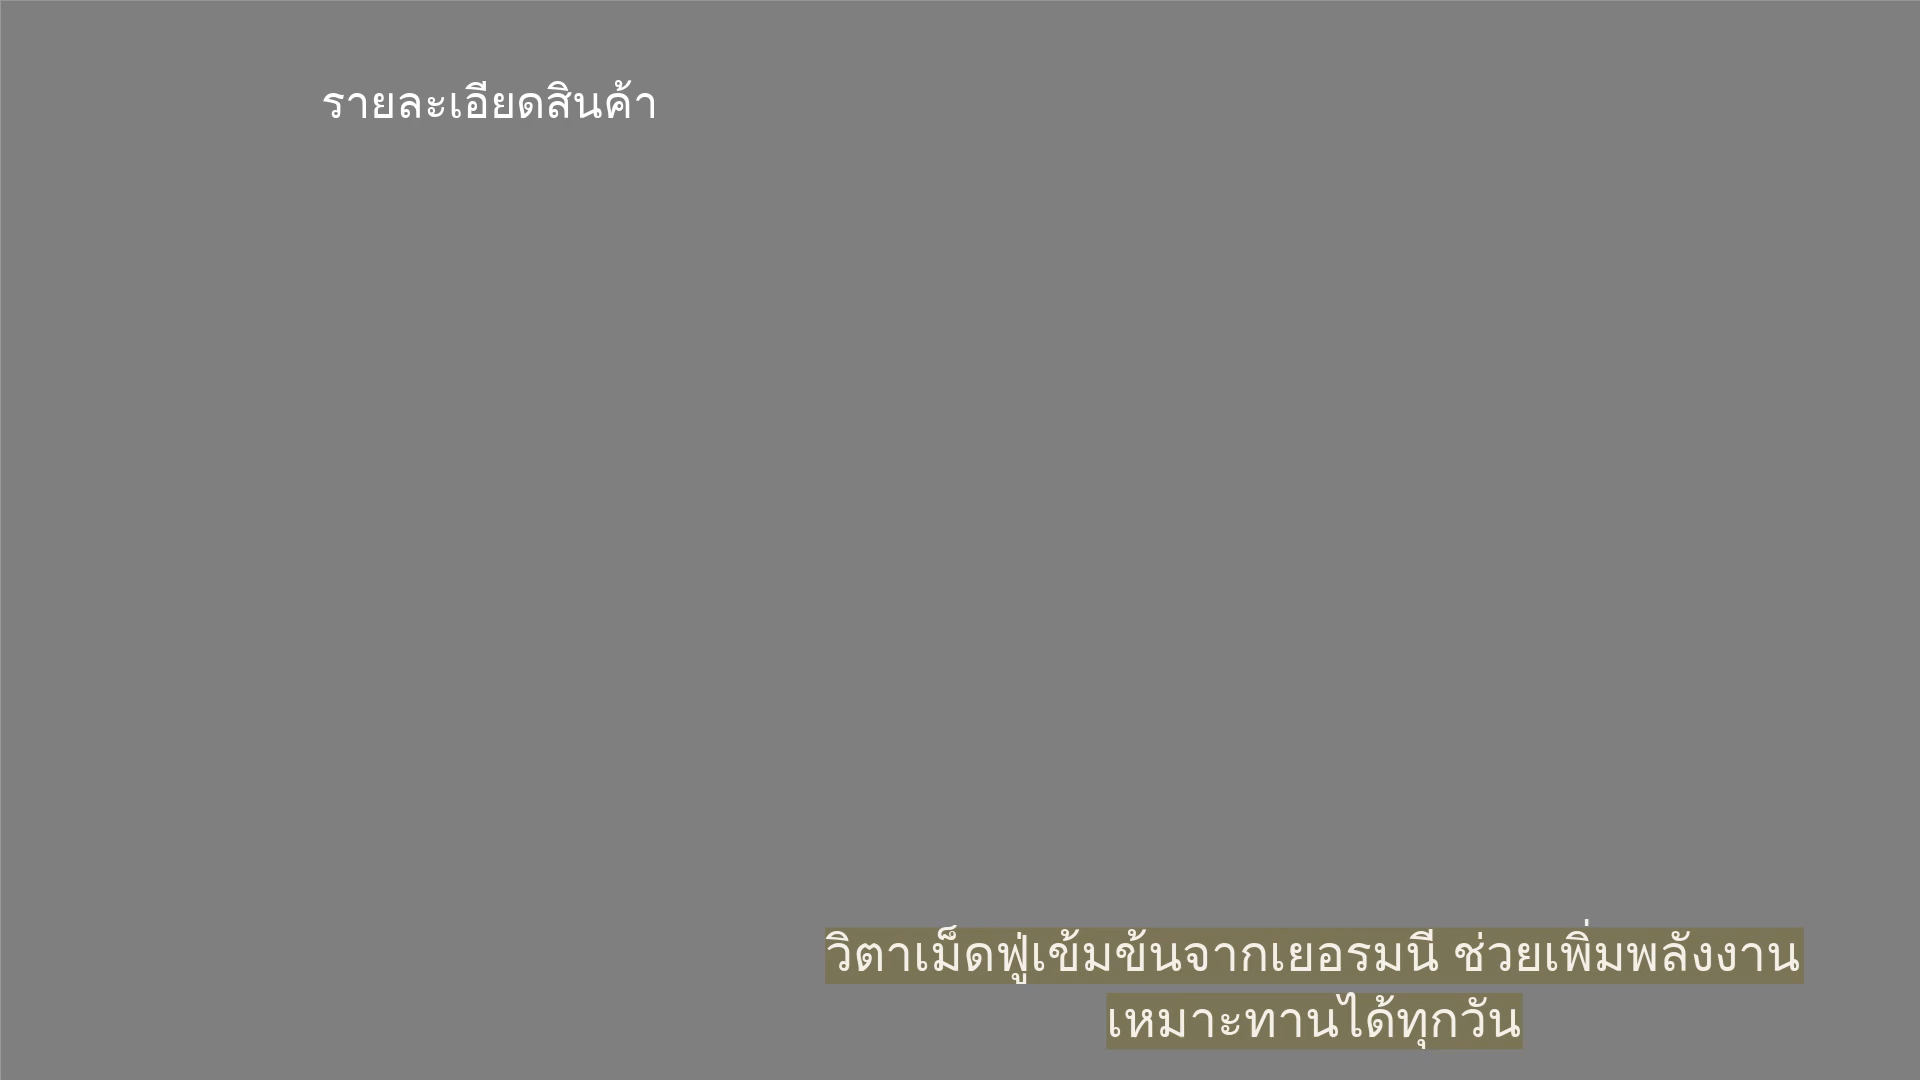 รายละเอียดสินค้า
วิตาเม็ดฟู่เข้มข้นจากเยอรมนี ช่วยเพิ่มพลังงาน
เหมาะทานได้ทุกวัน